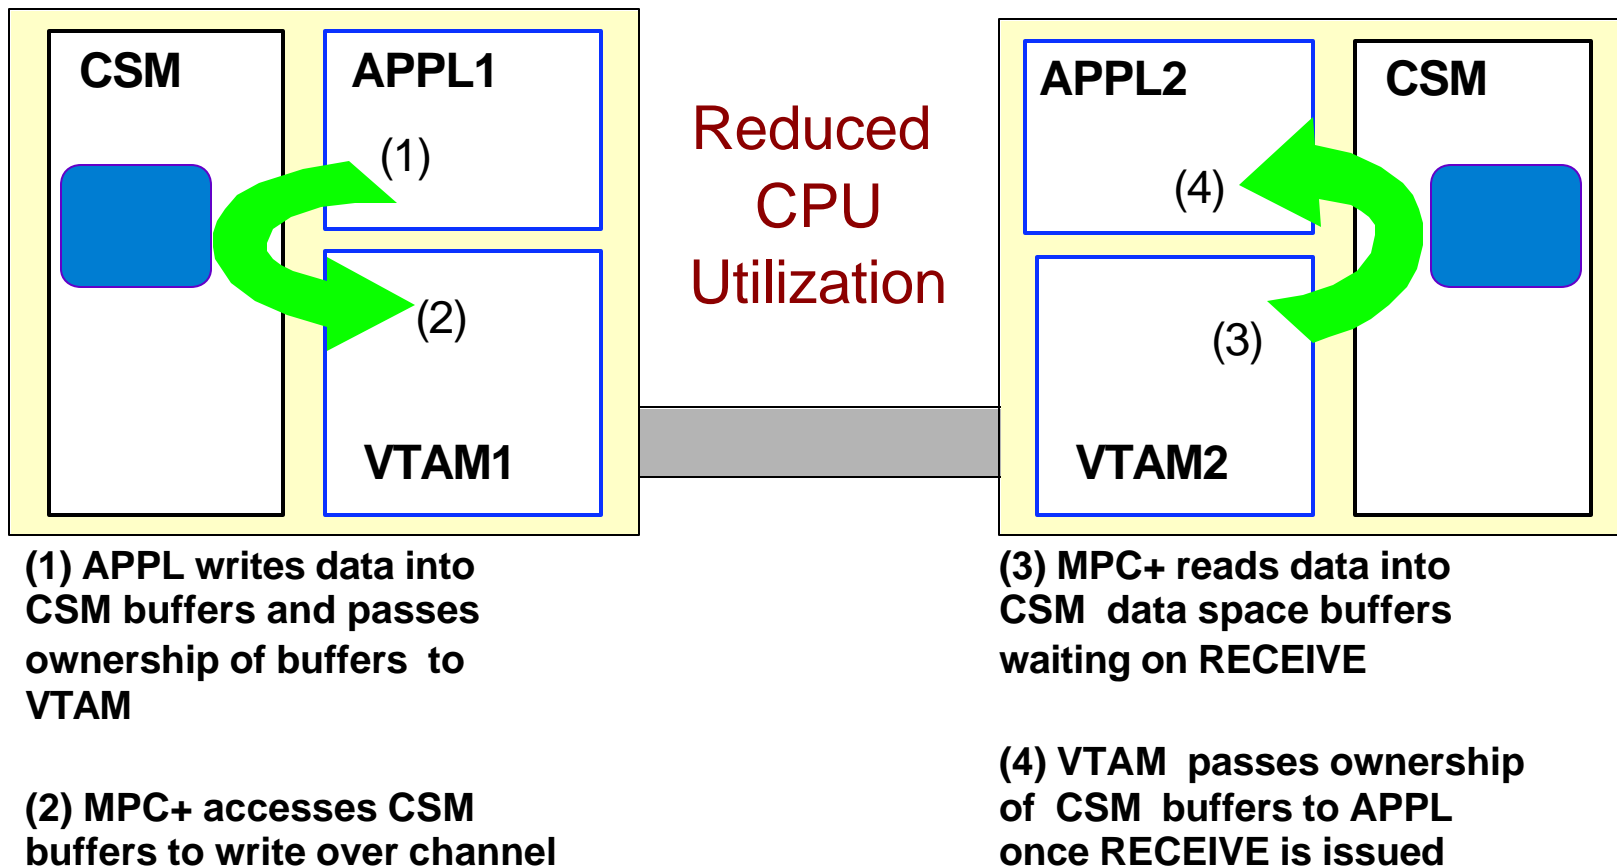 CSM
APPL1
(1)
(2)
VTAM1
Reduced
CPU
Utilization
APPL2
CSM
(4)
(3)
VTAM2
(1) APPL writes data into
CSM buffers and passes
ownership of buffers to
VTAM
(2) MPC+ accesses CSM
buffers to write over channel
(3) MPC+ reads data into
CSM data space buffers
waiting on RECEIVE
(4) VTAM passes ownership
of CSM buffers to APPL
once RECEIVE is issued